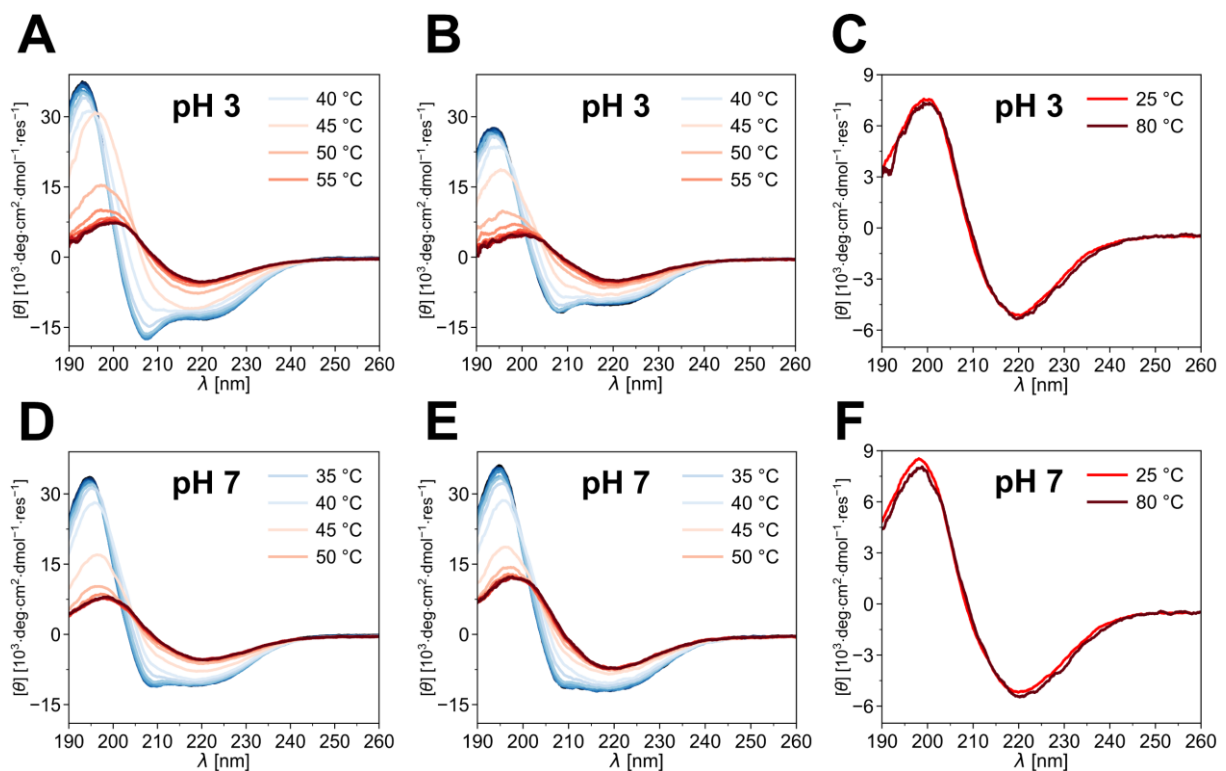 A
[θ] [10³·deg·cm²·dmol⁻¹·res⁻¹]
30
15
0
−15
pH 3
40 °C
45 °C
50 °C
55 °C
190 200 210 220 230 240 250 260
λ [nm]
B
[θ] [10³·deg·cm²·dmol⁻¹·res⁻¹]
30
15
0
−15
pH 3
40 °C
45 °C
50 °C
55 °C
190 200 210 220 230 240 250 260
λ [nm]
C
[θ] [10³·deg·cm²·dmol⁻¹·res⁻¹]
9
6
3
0
−3
−6
pH 3
25 °C
80 °C
190 200 210 220 230 240 250 260
λ [nm]
D
[θ] [10³·deg·cm²·dmol⁻¹·res⁻¹]
30
15
0
−15
pH 7
35 °C
40 °C
45 °C
50 °C
190 200 210 220 230 240 250 260
λ [nm]
E
[θ] [10³·deg·cm²·dmol⁻¹·res⁻¹]
30
15
0
−15
pH 7
35 °C
40 °C
45 °C
50 °C
190 200 210 220 230 240 250 260
λ [nm]
F
[θ] [10³·deg·cm²·dmol⁻¹·res⁻¹]
9
6
3
0
−3
−6
pH 7
25 °C
80 °C
190 200 210 220 230 240 250 260
λ [nm]